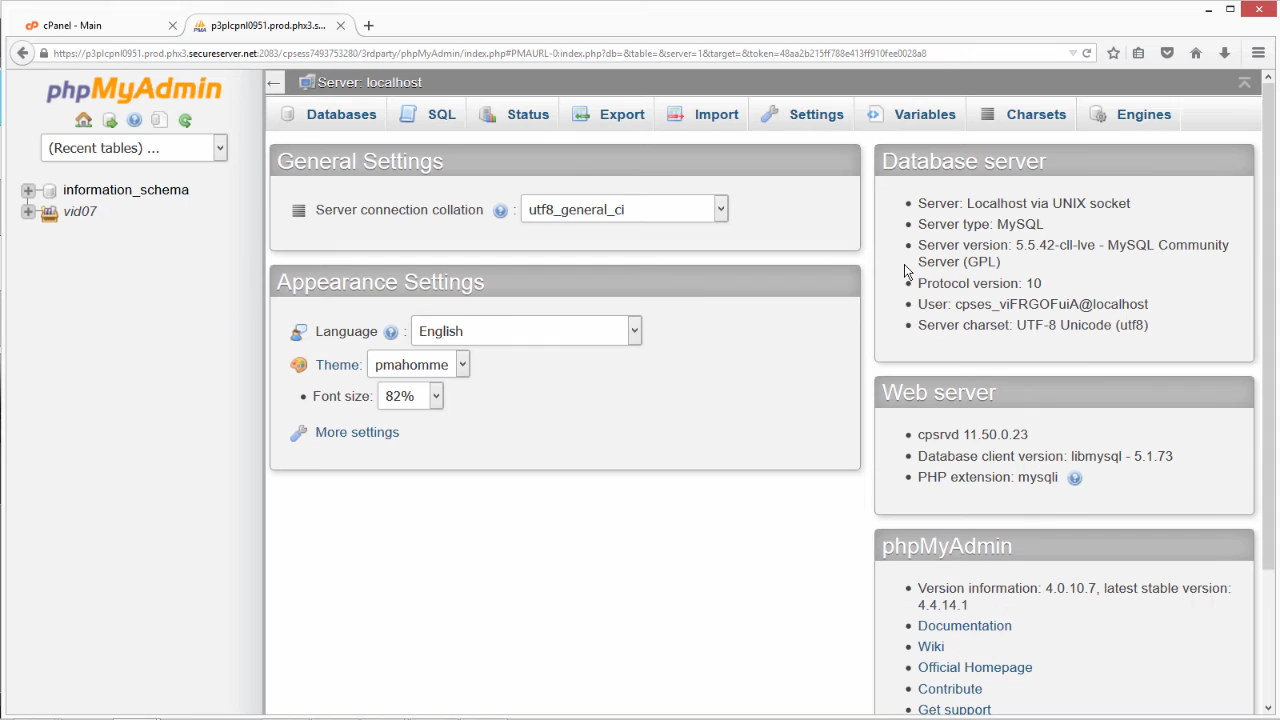 cPanel - Main
p3plcpnl0951.prod.phx3.s...
https://p3plcpnl0951.prod.phx3.secureserver.net:2083/cpsess7493753280/3rdparty/phpMyAdmin/index.php#PMAURL-0:index.php?db=&table=&server=1&target=&token=48aa2b215ff788e413ff910fee0028a8
phpMyAdmin
(Recent tables) ...
information_schema
vid07
Server: localhost
Databases
SQL
Status
Export
Import
Settings
Variables
Charsets
Engines
General Settings
Server connection collation : utf8_general_ci
Appearance Settings
Language : English
Theme: pmahomme
Font size: 82%
More settings
Database server
Server: Localhost via UNIX socket
Server type: MySQL
Server version: 5.5.42-cll-lve - MySQL Community
Server (GPL)
Protocol version: 10
User: cpses_viFRGOFuiA@localhost
Server charset: UTF-8 Unicode (utf8)
Web server
cpsrvd 11.50.0.23
Database client version: libmysql - 5.1.73
PHP extension: mysqli
phpMyAdmin
Version information: 4.0.10.7, latest stable version:
4.4.14.1
Documentation
Wiki
Official Homepage
Contribute
Get support